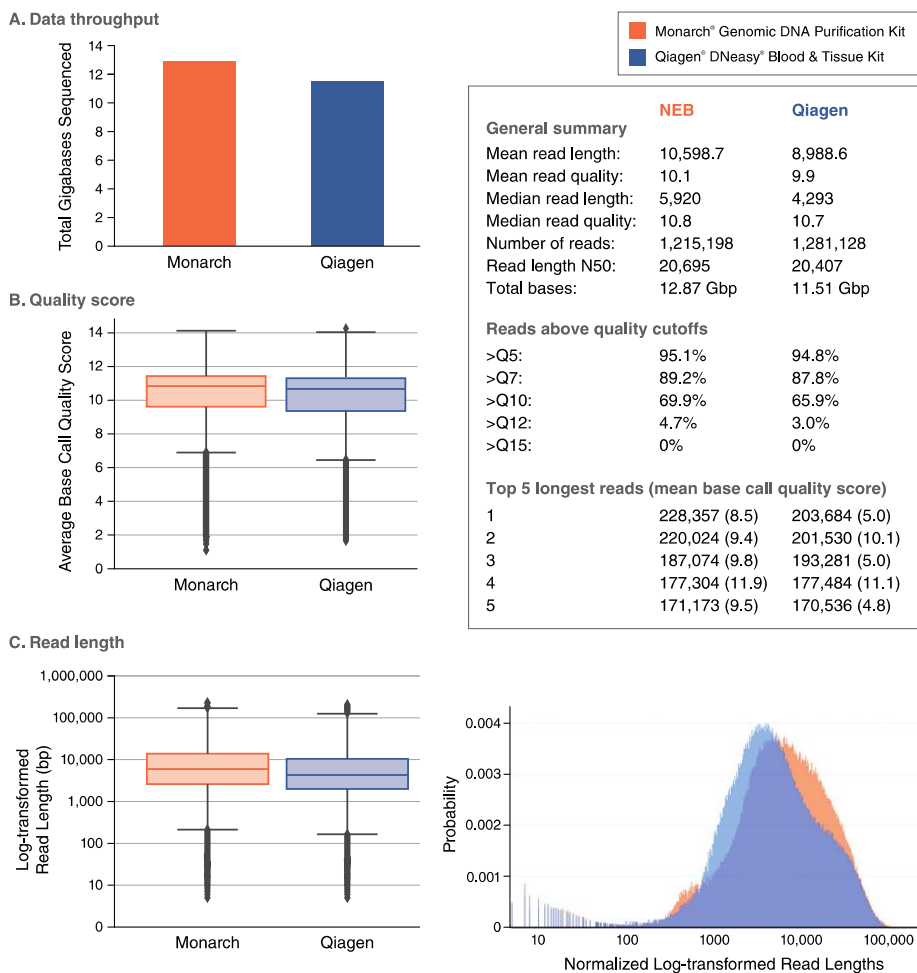 A. Data throughput
Monarch® Genomic DNA Purification Kit
Qiagen® DNeasy® Blood & Tissue Kit
Total Gigabases Sequenced
14
12
10
8
6
4
2
0
Monarch Qiagen
NEB Qiagen
General summary
Mean read length: 10,598.7 8,988.6
Mean read quality: 10.1 9.9
Median read length: 5,920 4,293
Median read quality: 10.8 10.7
Number of reads: 1,215,198 1,281,128
Read length N50: 20,695 20,407
Total bases: 12.87 Gbp 11.51 Gbp
Reads above quality cutoffs
>Q5: 95.1% 94.8%
>Q7: 89.2% 87.8%
>Q10: 69.9% 65.9%
>Q12: 4.7% 3.0%
>Q15: 0% 0%
Top 5 longest reads (mean base call quality score)
1 228,357 (8.5) 203,684 (5.0)
2 220,024 (9.4) 201,530 (10.1)
3 187,074 (9.8) 193,281 (5.0)
4 177,304 (11.9) 177,484 (11.1)
5 171,173 (9.5) 170,536 (4.8)
B. Quality score
Average Base Call Quality Score
14
12
10
8
6
4
2
0
Monarch Qiagen
C. Read length
Log-transformed
Read Length (bp)
1,000,000
100,000
10,000
1,000
100
10
0
Monarch Qiagen
Probability
0.004
0.003
0.002
0.001
0
10 100 1000 10,000 100,000
Normalized Log-transformed Read Lengths